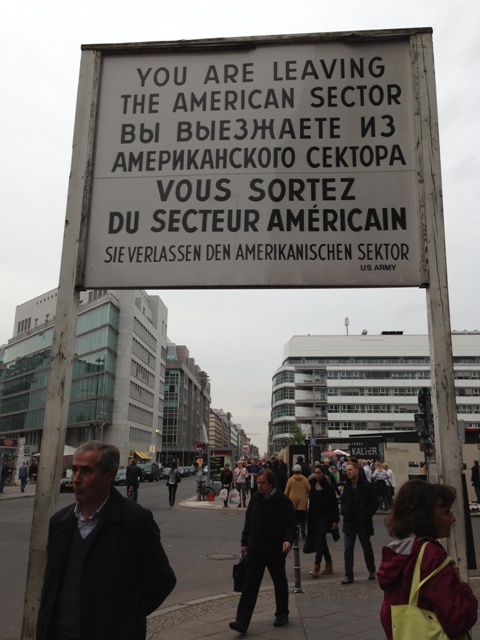 YOU ARE LEAVING
THE AMERICAN SECTOR
ВЫ ВЫЕЗЖАЕТЕ ИЗ
АМЕРИКАНСКОГО СЕКТОРА
VOUS SORTEZ
DU SECTEUR AMÉRICAIN
SIE VERLASSEN DEN AMERIKANISCHEN SEKTOR
US ARMY
KALTER